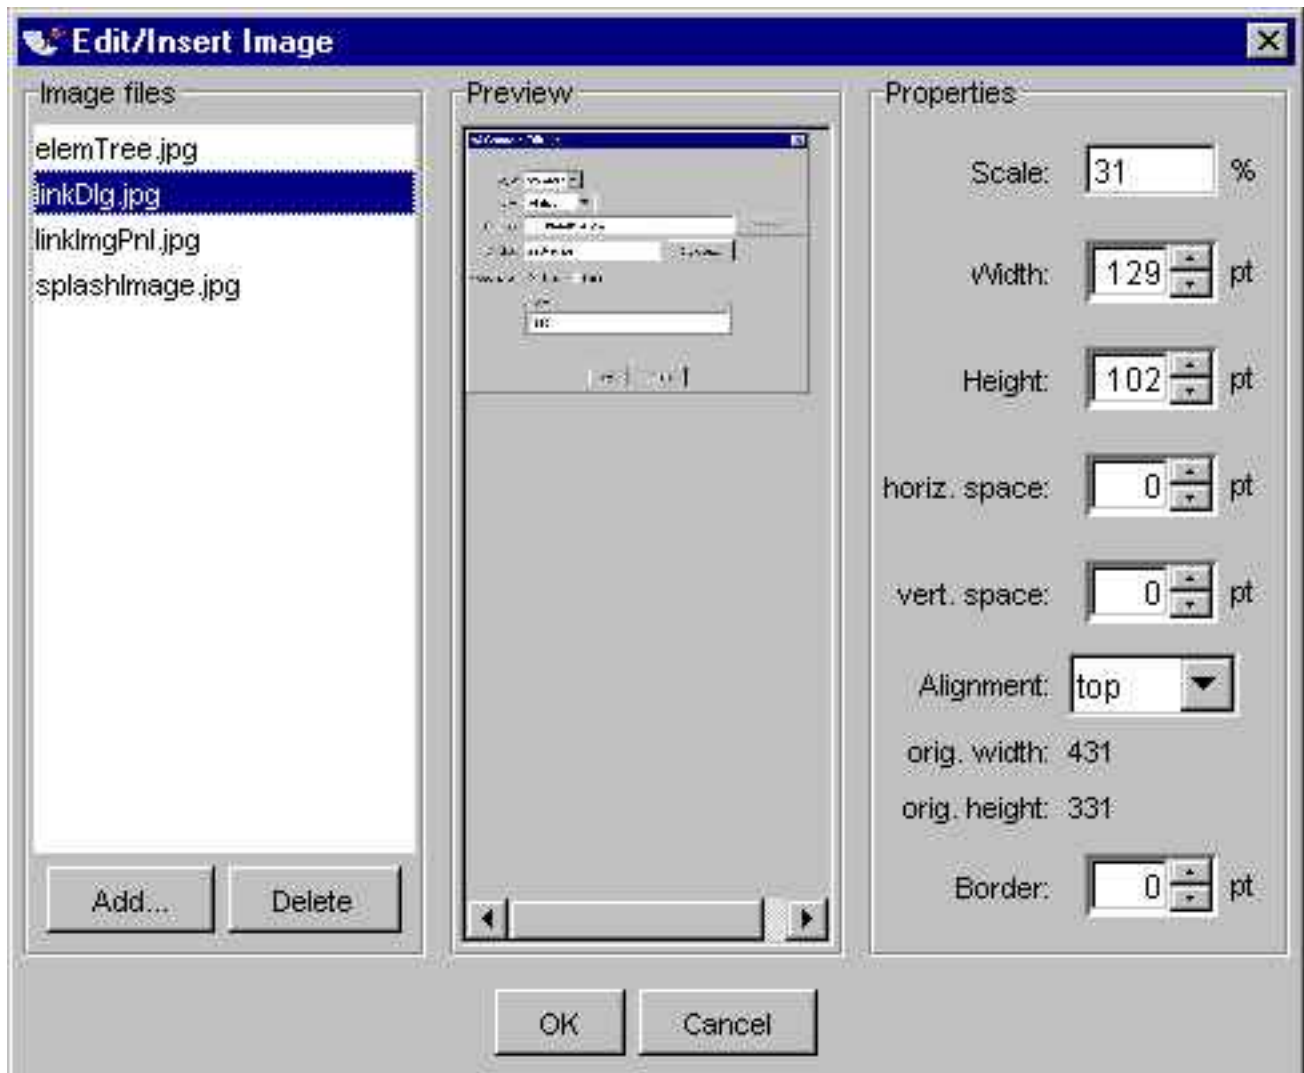 Edit/Insert Image
Image files
elemTree.jpg
linkDlg.jpg
linkImgPnl.jpg
splashImage.jpg
Add...
Delete
Preview
Properties
Scale: 31 %
Width: 129 pt
Height: 102 pt
horiz. space: 0 pt
vert. space: 0 pt
Alignment: top
orig. width: 431
orig. height: 331
Border: 0 pt
OK
Cancel